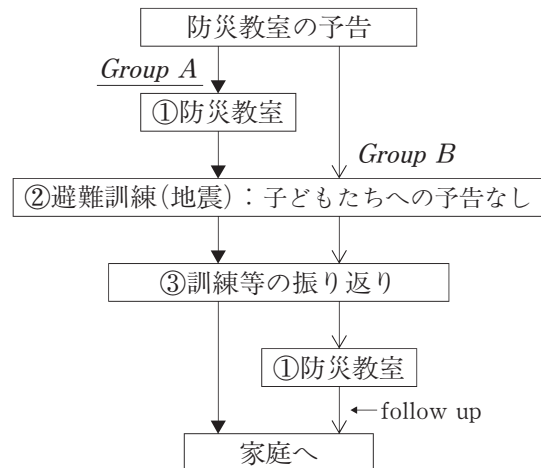 防災教室の予告
Group A
①防災教室
Group B
②避難訓練(地震)：子どもたちへの予告なし
③訓練等の振り返り
①防災教室
follow up
家庭へ